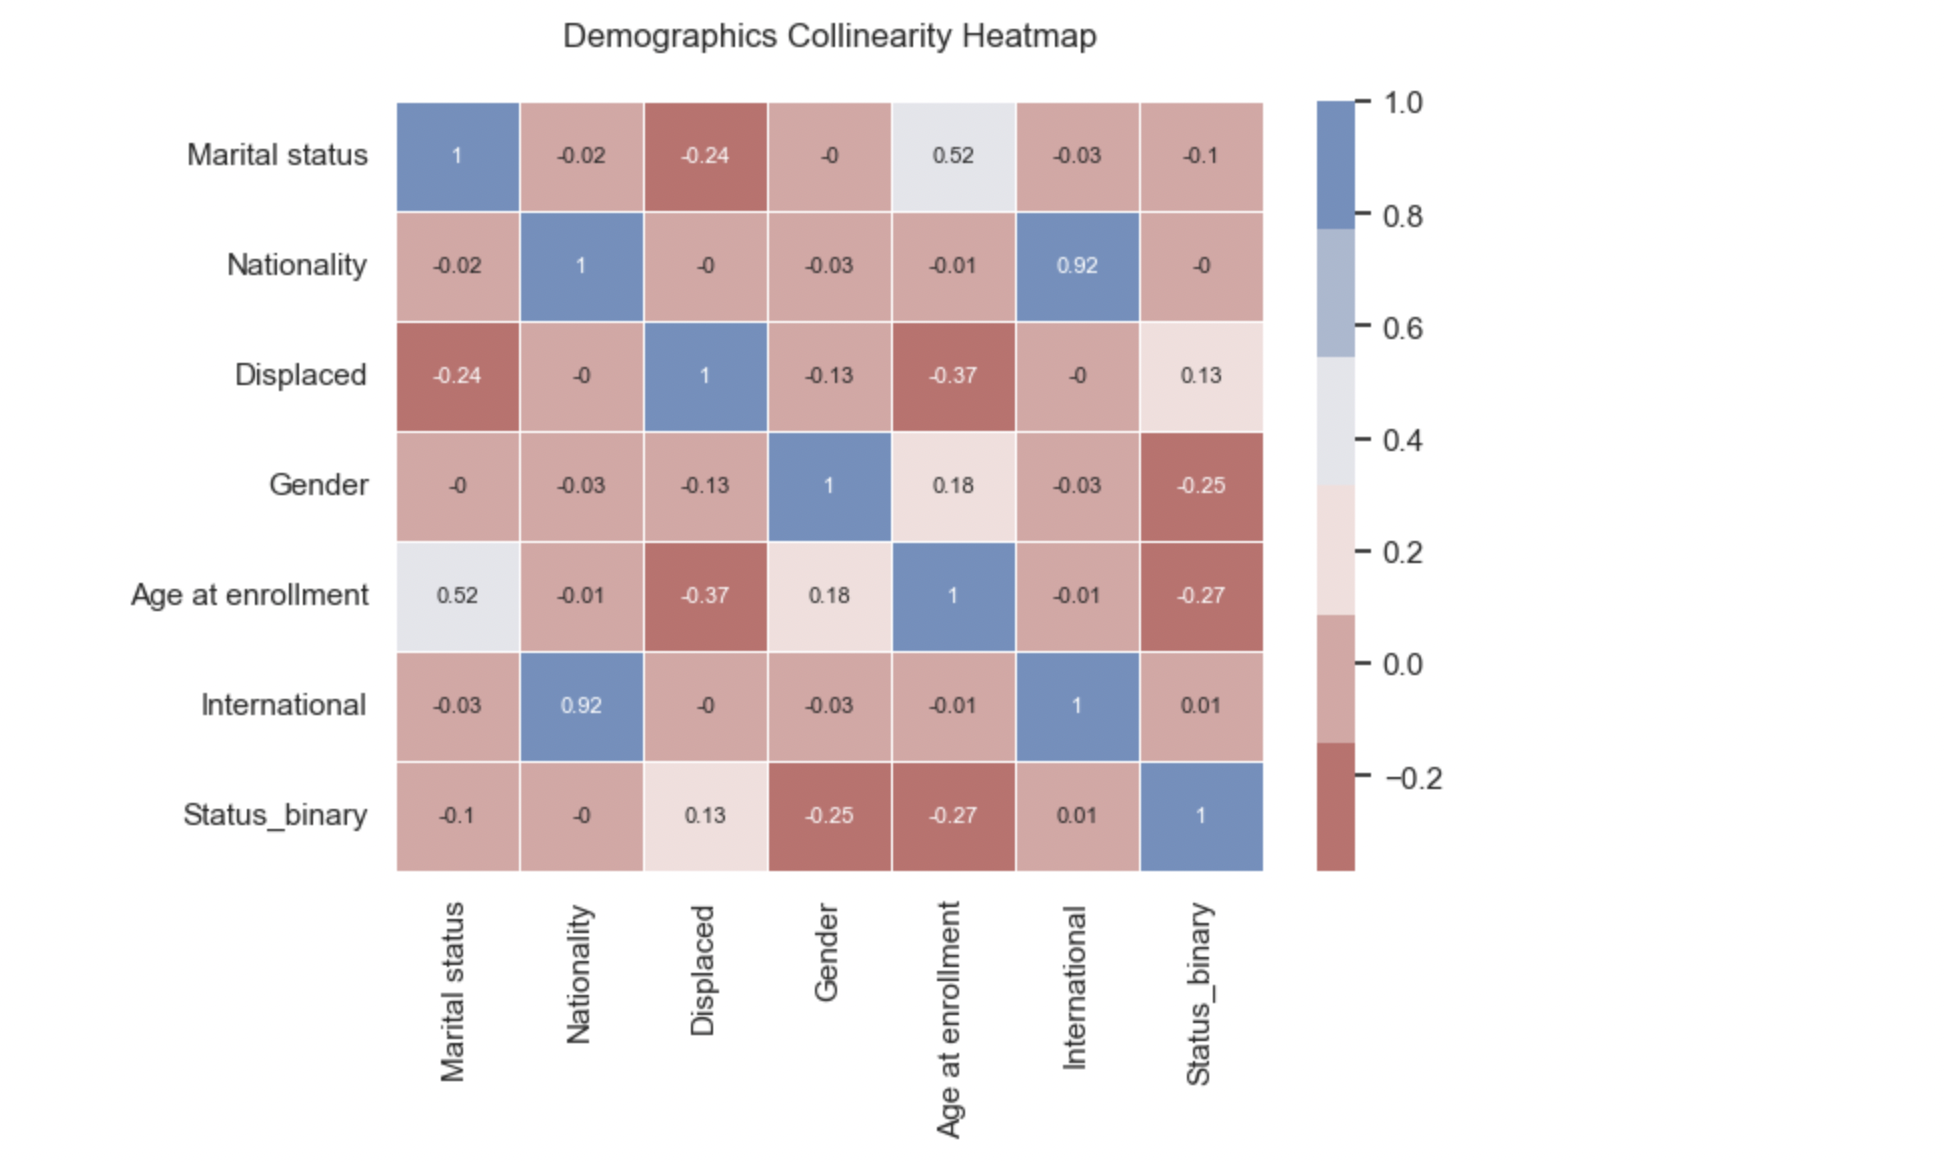 Demographics Collinearity Heatmap
Marital status 1 -0.02 -0.24 -0 0.52 -0.03 -0.1
Nationality -0.02 1 -0 -0.03 -0.01 0.92 -0
Displaced -0.24 -0 1 -0.13 -0.37 -0 0.13
Gender -0 -0.03 -0.13 1 0.18 -0.03 -0.25
Age at enrollment 0.52 -0.01 -0.37 0.18 1 -0.01 -0.27
International -0.03 0.92 -0 -0.03 -0.01 1 0.01
Status_binary -0.1 -0 0.13 -0.25 -0.27 0.01 1
Marital status
Nationality
Displaced
Gender
Age at enrollment
International
Status_binary
1.0
0.8
0.6
0.4
0.2
0.0
−0.2